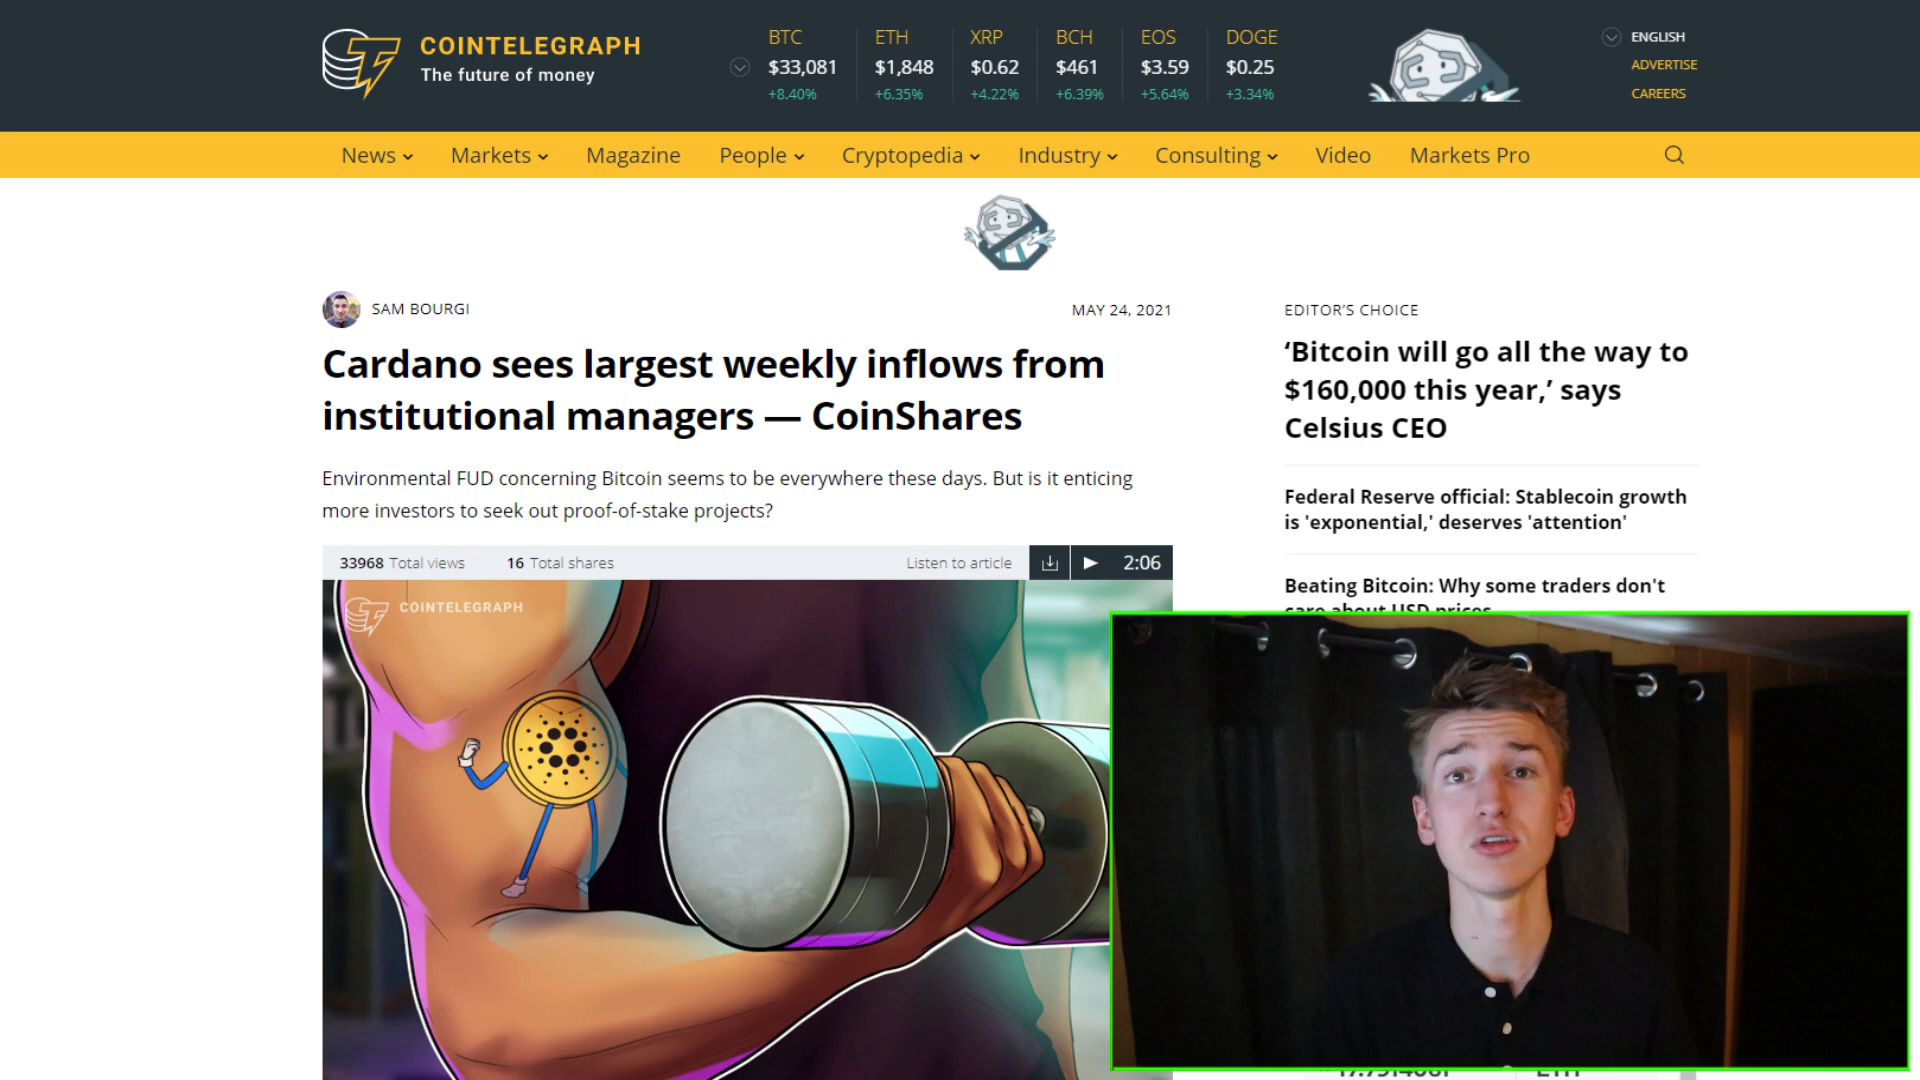 COINTELEGRAPH
The future of money
BTC
$33,081
+8.40%
ETH
$1,848
+6.35%
XRP
$0.62
+4.22%
BCH
$461
+6.39%
EOS
$3.59
+5.64%
DOGE
$0.25
+3.34%
ENGLISH
ADVERTISE
CAREERS
News
Markets
Magazine
People
Cryptopedia
Industry
Consulting
Video
Markets Pro
SAM BOURGI
MAY 24, 2021
Cardano sees largest weekly inflows from
institutional managers — CoinShares
Environmental FUD concerning Bitcoin seems to be everywhere these days. But is it enticing
more investors to seek out proof-of-stake projects?
33968 Total views
16 Total shares
Listen to article
2:06
COINTELEGRAPH
EDITOR’S CHOICE
‘Bitcoin will go all the way to
$160,000 this year,’ says
Celsius CEO
Federal Reserve official: Stablecoin growth
is 'exponential,' deserves 'attention'
Beating Bitcoin: Why some traders don't
care about USD prices